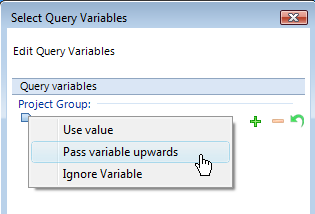 Select Query Variables
Edit Query Variables
Query variables
Project Group:
Use value
Pass variable upwards
Ignore Variable